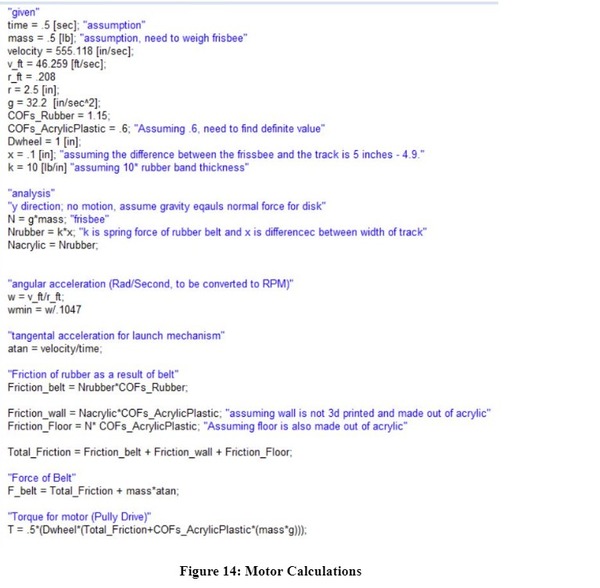 "given"
time = .5 [sec]; "assumption"
mass = .5 [lb]; "assumption, need to weigh frisbee"
velocity = 555.118 [in/sec];
v_ft = 46.259 [ft/sec];
r_ft = .208
r = 2.5 [in];
g = 32.2 [in/sec^2];
COFs_Rubber = 1.15;
COFs_AcrylicPlastic = .6; "Assuming .6, need to find definite value"
Dwheel = 1 [in];
x = .1 [in]; "assuming the difference between the frissbee and the track is 5 inches - 4.9."
k = 10 [lb/in] "assuming 10* rubber band thickness"
"analysis"
"y direction; no motion, assume gravity eqauls normal force for disk"
N = g*mass; "frisbee"
Nrubber = k*x; "k is spring force of rubber belt and x is differencec between width of track"
Nacrylic = Nrubber;
"angular acceleration (Rad/Second, to be converted to RPM)"
w = v_ft/r_ft;
wmin = w/.1047
"tangental acceleration for launch mechanism"
atan = velocity/time;
"Friction of rubber as a result of belt"
Friction_belt = Nrubber*COFs_Rubber;
Friction_wall = Nacrylic*COFs_AcrylicPlastic; "assuming wall is not 3d printed and made out of acrylic"
Friction_Floor = N* COFs_AcrylicPlastic; "Assuming floor is also made out of acrylic"
Total_Friction = Friction_belt + Friction_wall + Friction_Floor;
"Force of Belt"
F_belt = Total_Friction + mass*atan;
"Torque for motor (Pully Drive)"
T = .5*(Dwheel*(Total_Friction+COFs_AcrylicPlastic*(mass*g)));
Figure 14: Motor Calculations